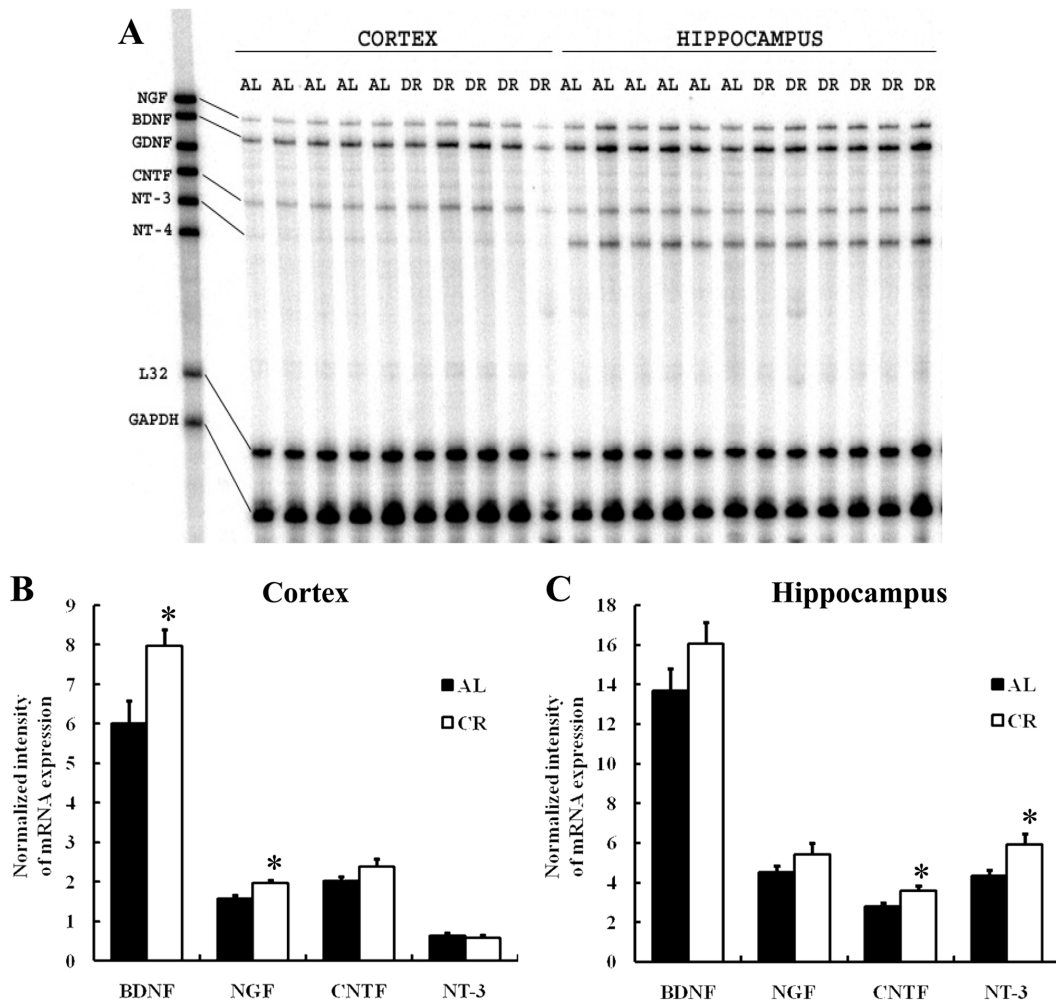 A
CORTEX HIPPOCAMPUS
AL AL AL AL AL DR DR DR DR DR AL AL AL AL AL DR DR DR DR DR DR DR
NGF
BDNF
GDNF
CNTF
NT-3
NT-4
L32
GAPDH
B
Cortex
Normalized intensity
of mRNA expression
9
8
7
6
5
4
3
2
1
0
*
*
AL
CR
BDNF NGF CNTF NT-3
C
Hippocampus
Normalized intensity
of mRNA expression
18
16
14
12
10
8
6
4
2
0
*
*
AL
CR
BDNF NGF CNTF NT-3